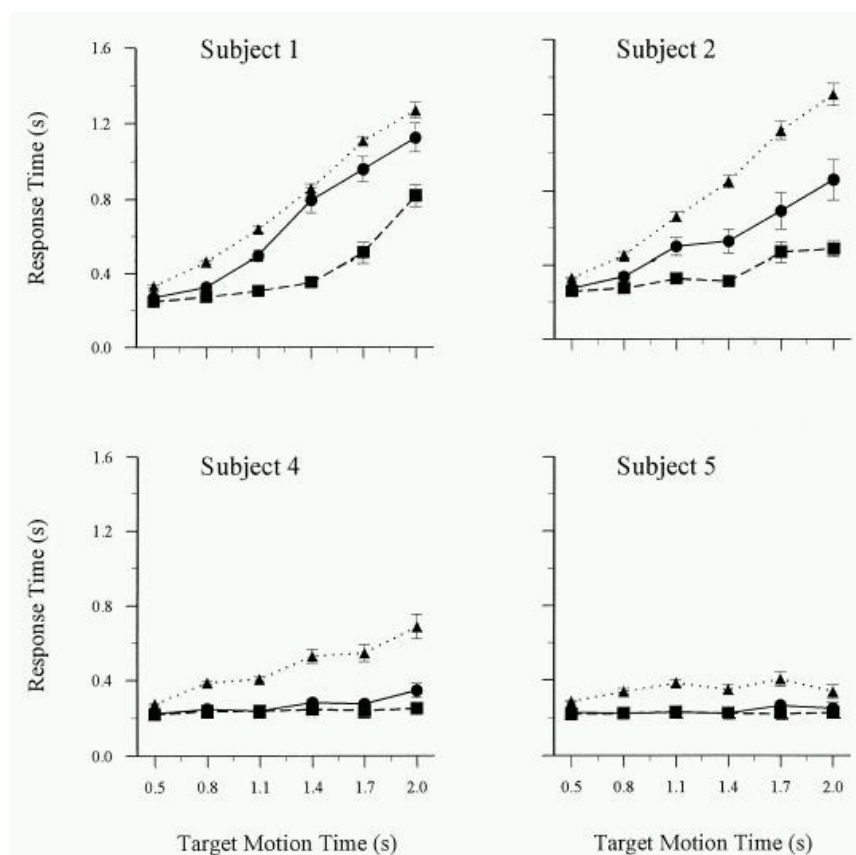 Subject 1
Subject 2
1.6
1.2
0.8
0.4
0.0
Response Time (s)
Subject 4
Subject 5
1.6
1.2
0.8
0.4
0.0
Response Time (s)
0.5 0.8 1.1 1.4 1.7 2.0
0.5 0.8 1.1 1.4 1.7 2.0
Target Motion Time (s)
Target Motion Time (s)